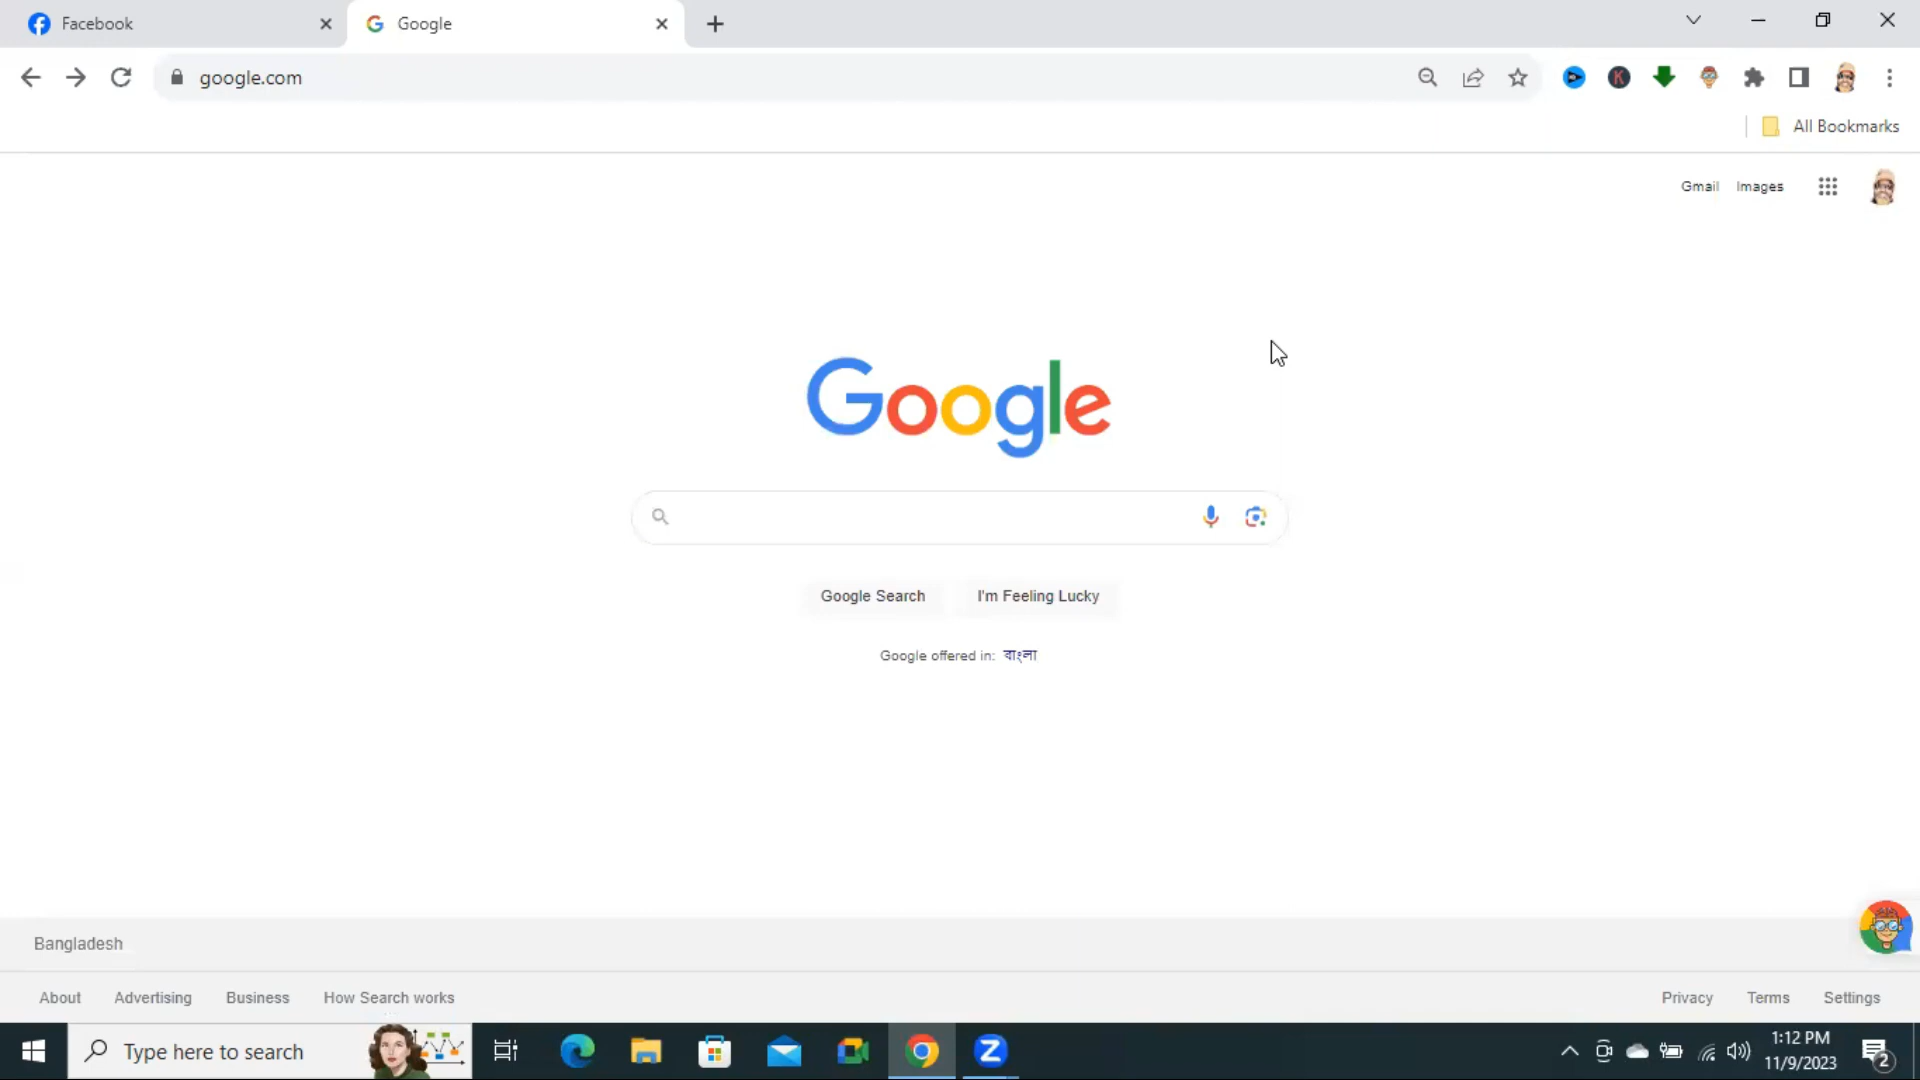 Facebook
Google
google.com
All Bookmarks
Gmail Images
Google
Google Search I'm Feeling Lucky
Google offered in: বাংলা
Bangladesh
About Advertising Business How Search works Privacy Terms Settings
Type here to search
1:12 PM
11/9/2023
2